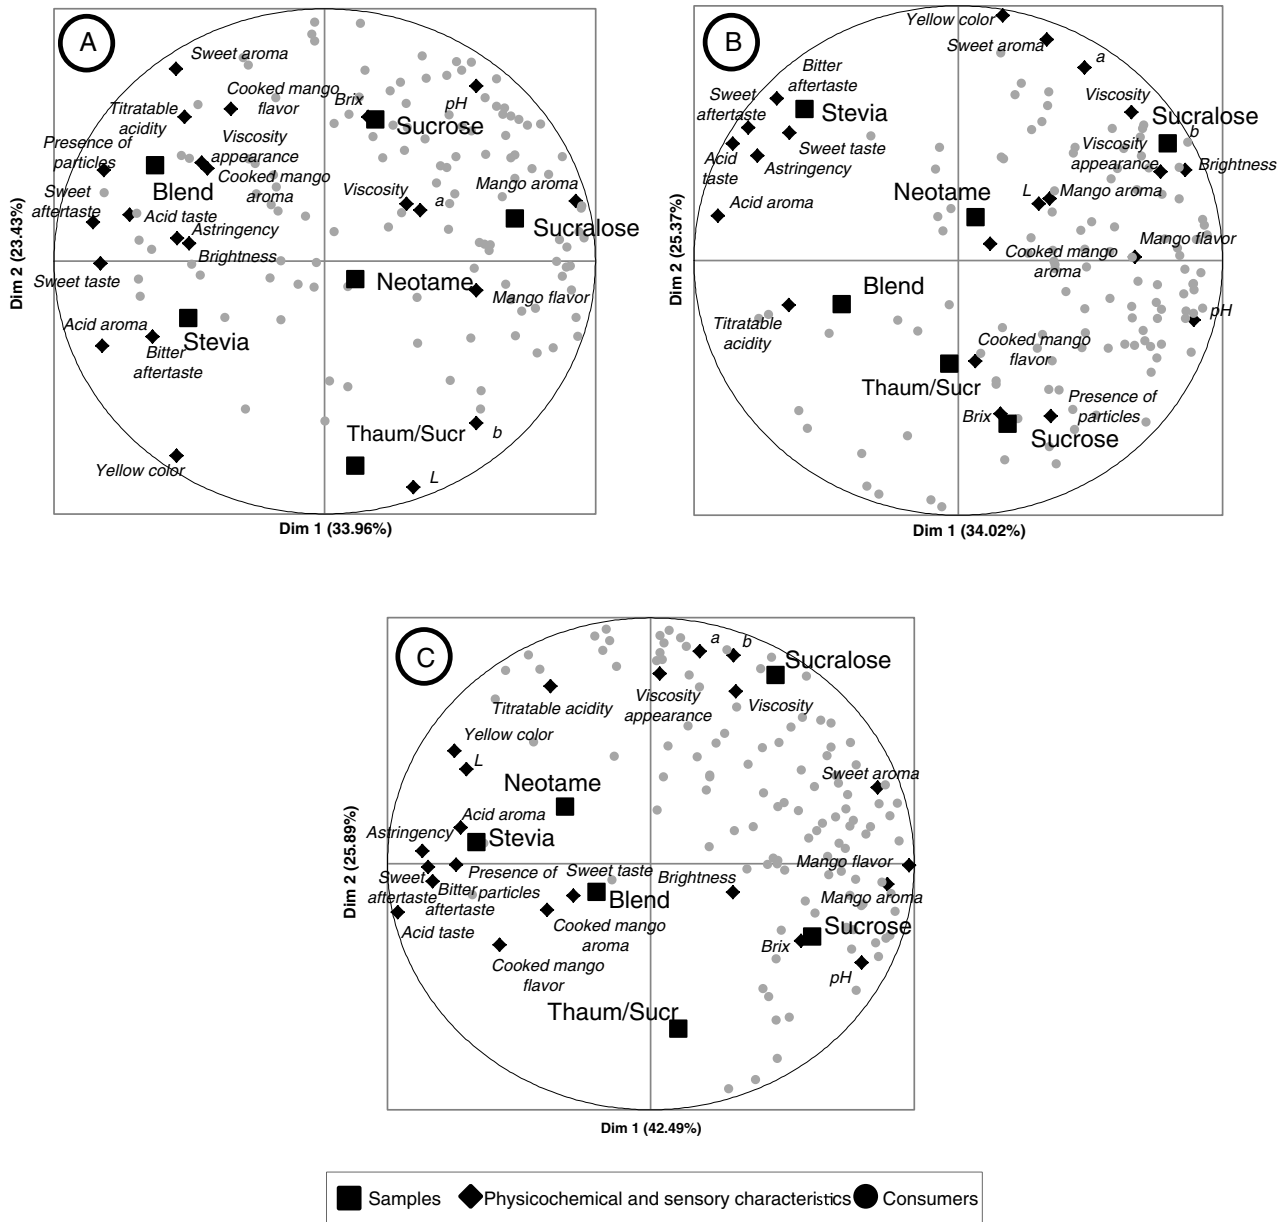 A
Sweet aroma
Cooked mango
flavor
Brix
pH
Titratable
acidity
Sucrose
Presence of
particles
Viscosity
appearance
Blend
Cooked mango
aroma
Viscosity
a
Mango aroma
Sweet
aftertaste
Acid taste
Sucralose
Astringency
Brightness
Sweet taste
Neotame
Mango flavor
Acid aroma
Stevia
Bitter
aftertaste
Thaum/Sucr
b
Yellow color
L
Dim 2 (23.43%)
Dim 1 (33.96%)
B
Yellow color
Sweet aroma
a
Bitter
aftertaste
Sweet
aftertaste
Stevia
Viscosity
Sucralose
b
Sweet taste
Viscosity
appearance
Brightness
Acid
taste
Astringency
Neotame
L
Mango aroma
Acid aroma
Mango flavor
Cooked mango
aroma
Blend
Titratable
acidity
pH
Cooked mango
flavor
Thaum/Sucr
Presence of
particles
Brix
Sucrose
Dim 2 (25.37%)
Dim 1 (34.02%)
C
a
b
Sucralose
Titratable acidity
Viscosity
appearance
Viscosity
Yellow color
L
Neotame
Sweet aroma
Acid aroma
Astringency
Stevia
Mango flavor
Sweet
aftertaste
Bitter
aftertaste
Presence of
particles
Sweet taste
Brightness
Blend
Mango aroma
Acid taste
Cooked mango
aroma
Sucrose
Brix
Cooked mango
flavor
pH
Thaum/Sucr
Dim 2 (25.89%)
Dim 1 (42.49%)
Samples
Physicochemical and sensory characteristics
Consumers